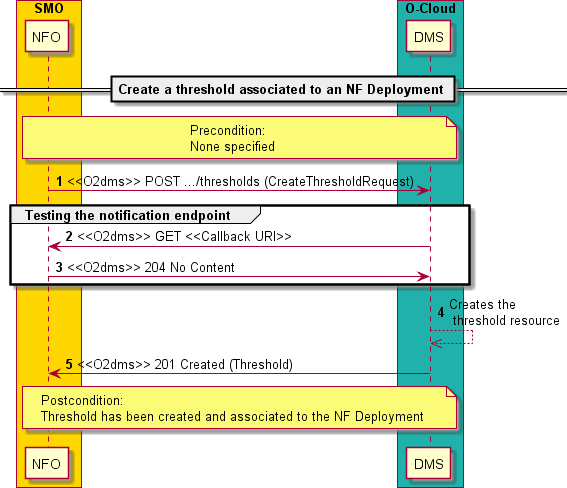 SMO
O-Cloud
NFO
DMS
Create a threshold associated to an NF Deployment
Precondition:
None specified
1 <<O2dms>> POST .../thresholds (CreateThresholdRequest)
Testing the notification endpoint
2 <<O2dms>> GET <<Callback URI>>
3 <<O2dms>> 204 No Content
4 Creates the
threshold resource
5 <<O2dms>> 201 Created (Threshold)
Postcondition:
Threshold has been created and associated to the NF Deployment
NFO
DMS